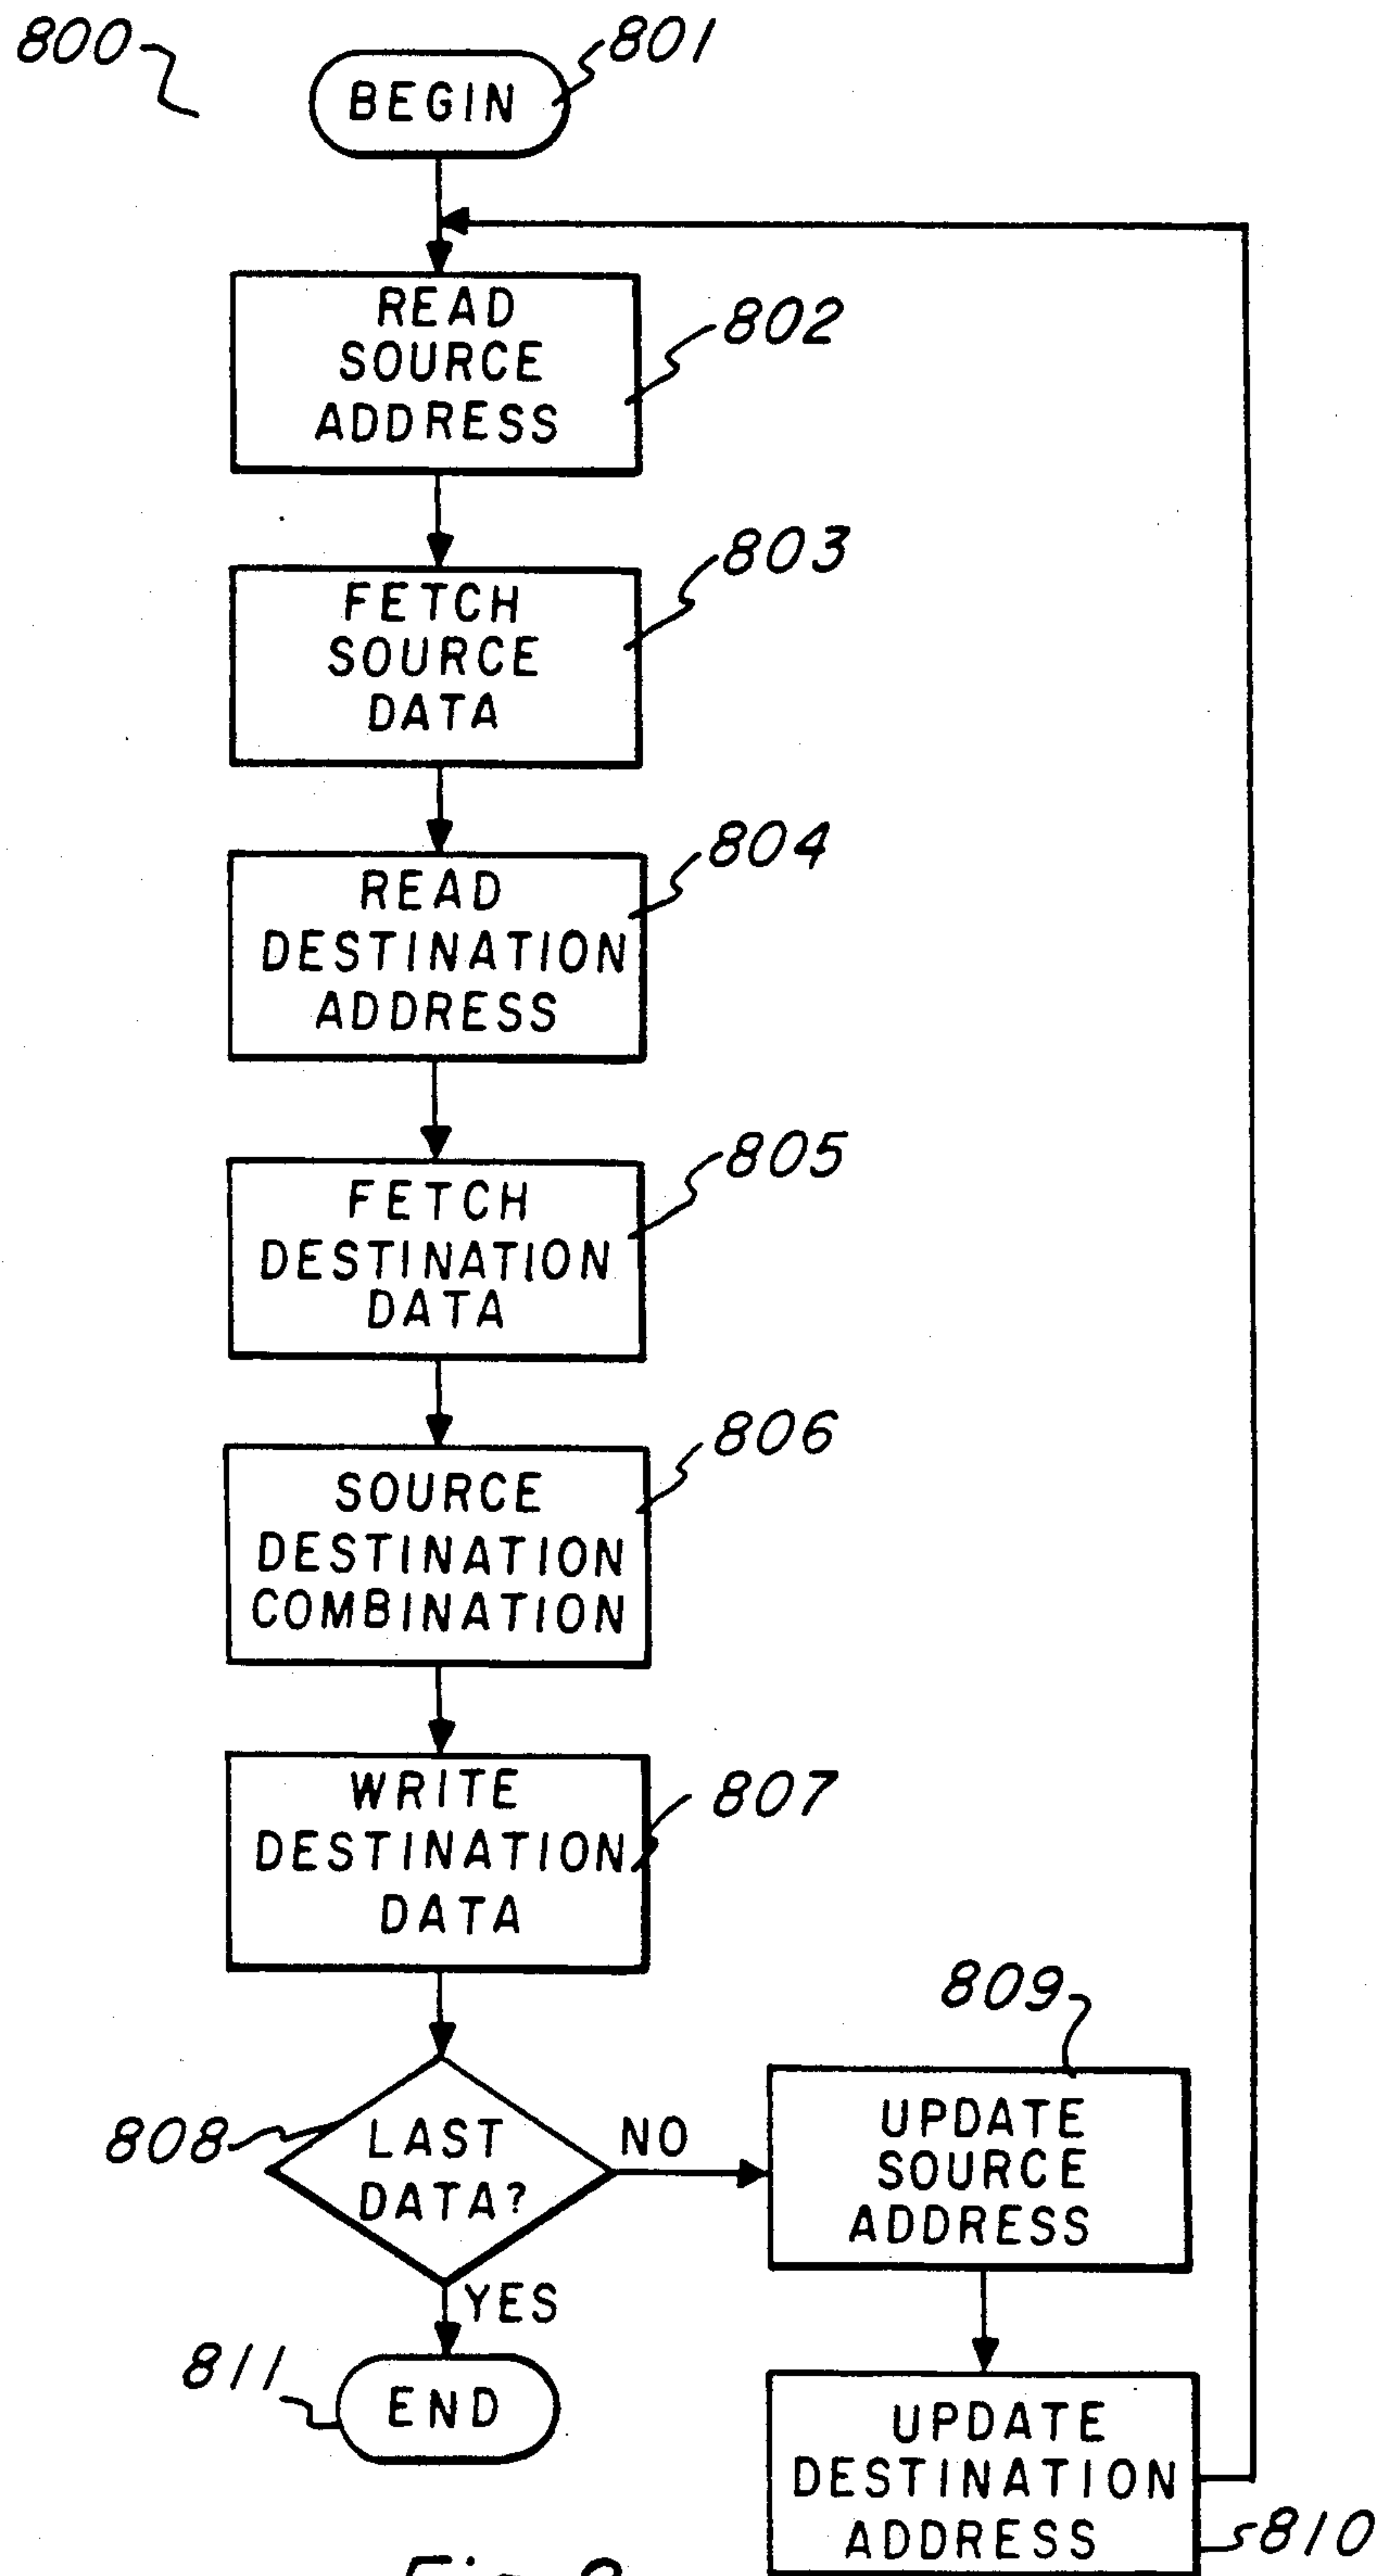 800
801
BEGIN
READ
SOURCE
ADDRESS
802
FETCH
SOURCE
DATA
803
READ
DESTINATION
ADDRESS
804
FETCH
DESTINATION
DATA
805
SOURCE
DESTINATION
COMBINATION
806
WRITE
DESTINATION
DATA
807
808
LAST
DATA?
NO
YES
809
UPDATE
SOURCE
ADDRESS
811
END
UPDATE
DESTINATION
ADDRESS
810